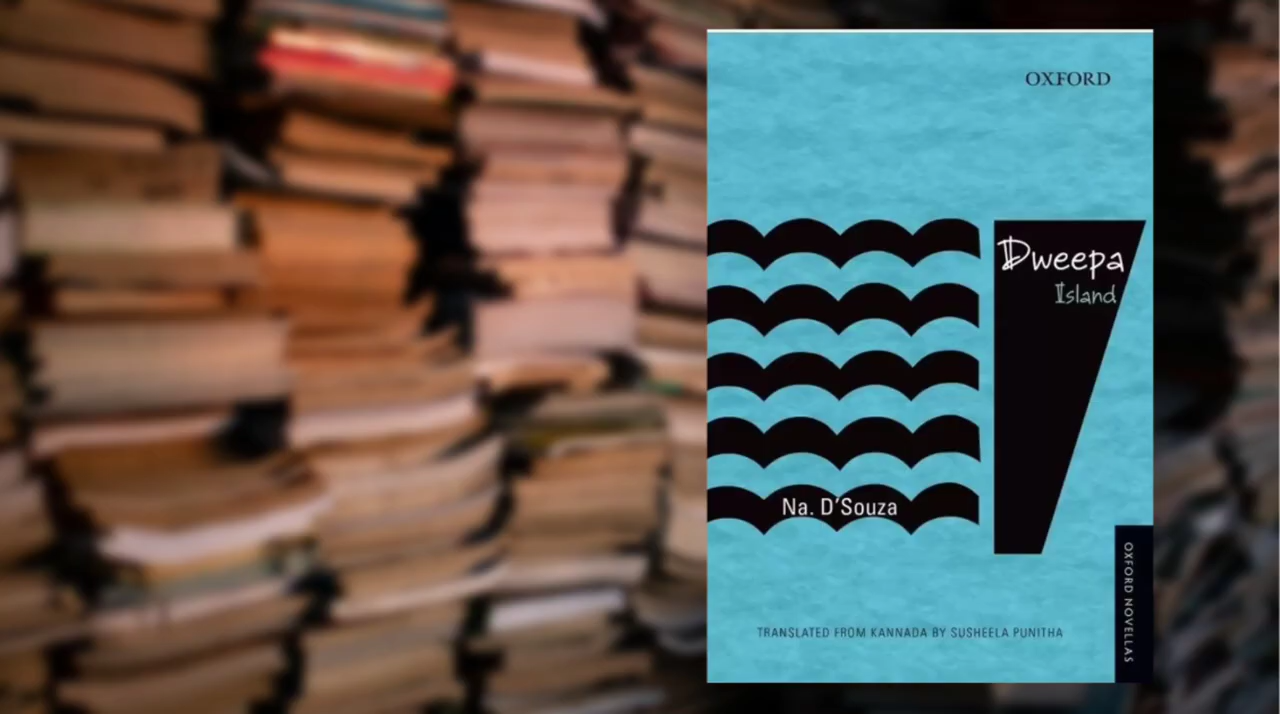 OXFORD
Dweepa
Island
Na. D'Souza
TRANSLATED FROM KANNADA BY SUSHEELA PUNITHA
OXFORD NOVELLAS